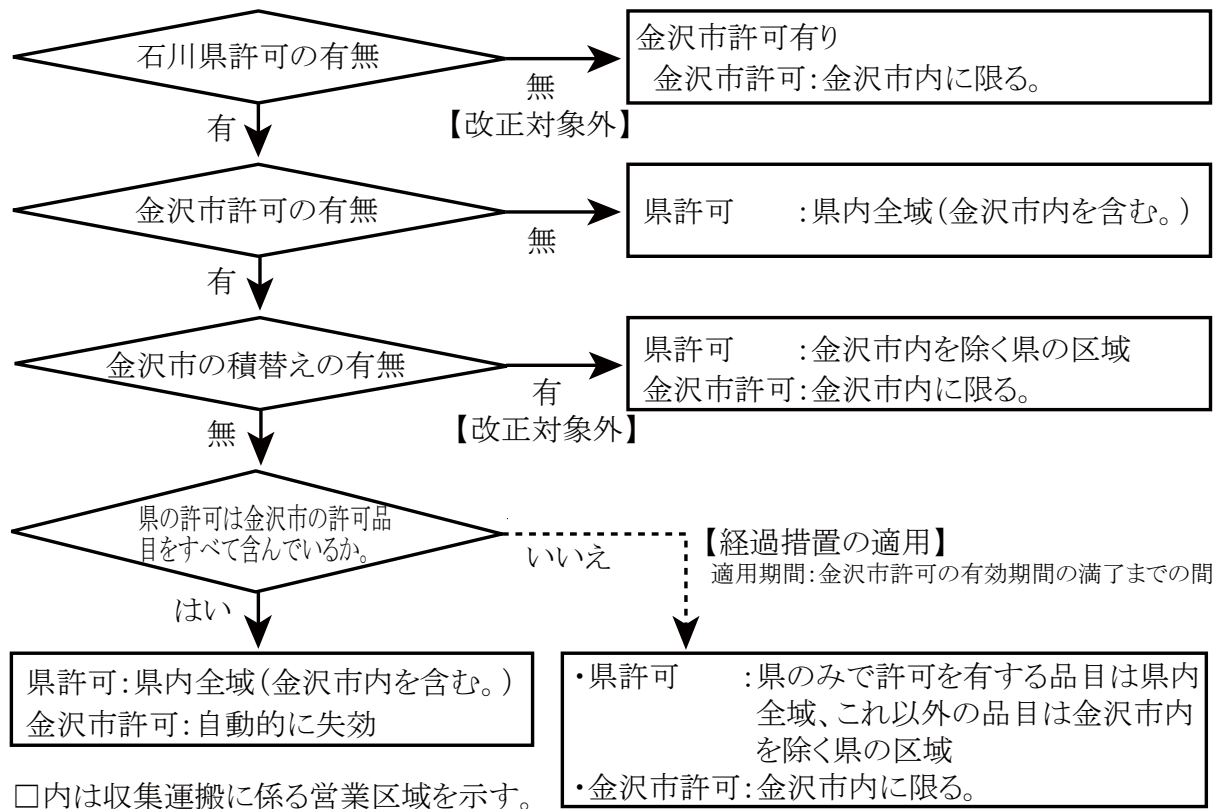 石川県許可の有無
無
【改正対象外】
金沢市許可有り
金沢市許可:金沢市内に限る。
有
金沢市許可の有無
無
県許可　　:県内全域(金沢市内を含む。)
有
金沢市の積替えの有無
有
【改正対象外】
県許可　　:金沢市内を除く県の区域
金沢市許可:金沢市内に限る。
無
県の許可は金沢市の許可品
目をすべて含んでいるか。
いいえ
【経過措置の適用】
適用期間:金沢市許可の有効期間の満了までの間
はい
県許可:県内全域(金沢市内を含む。)
金沢市許可:自動的に失効
・県許可　　:県のみで許可を有する品目は県内
全域、これ以外の品目は金沢市内
を除く県の区域
・金沢市許可:金沢市内に限る。
□内は収集運搬に係る営業区域を示す。